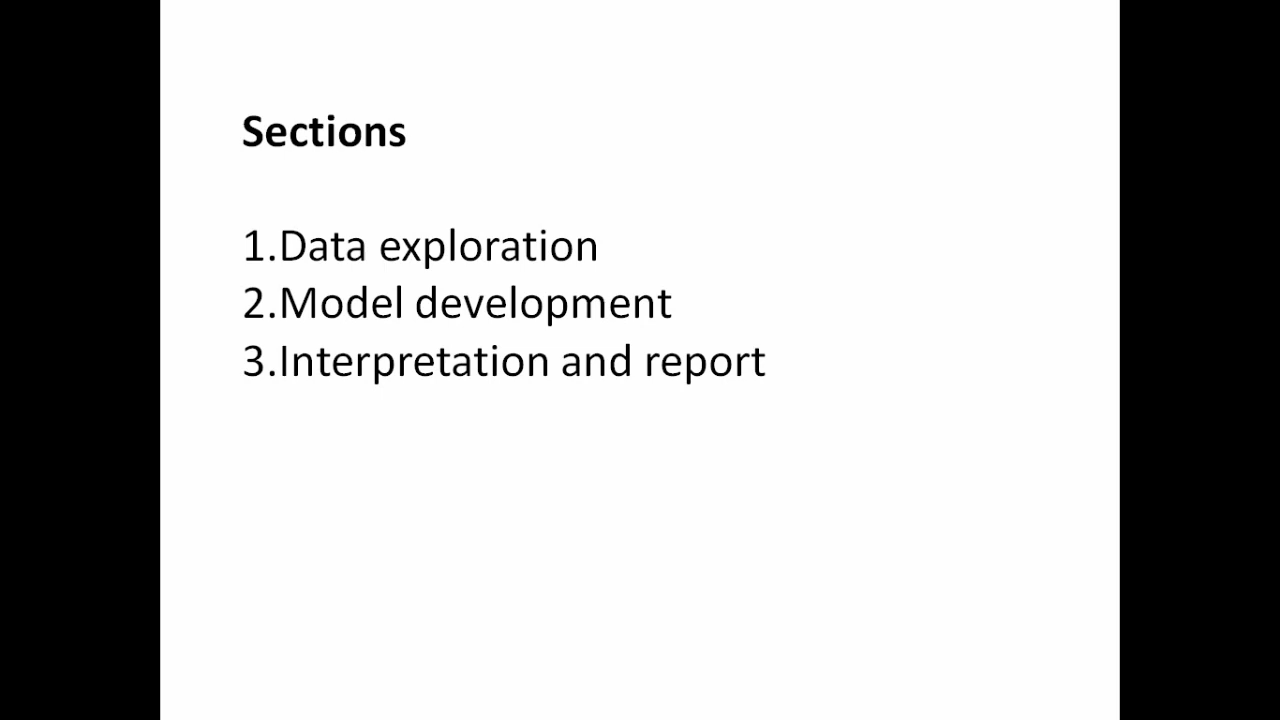 Sections
1.Data exploration
2.Model development
3.Interpretation and report